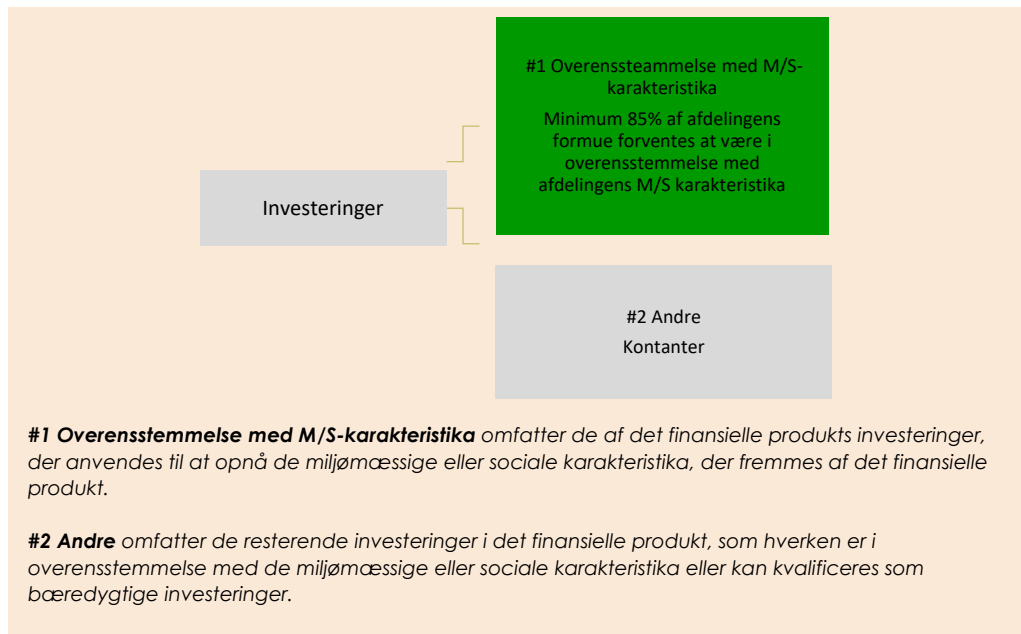 #1 Overenssteammelse med M/S-
karakteristika
Minimum 85% af afdelingens
formue forventes at være i
overensstemmelse med
afdelingens M/S karakteristika
Investeringer
#2 Andre
Kontanter
#1 Overensstemmelse med M/S-karakteristika omfatter de af det finansielle produkts investeringer,
der anvendes til at opnå de miljømæssige eller sociale karakteristika, der fremmes af det finansielle
produkt.
#2 Andre omfatter de resterende investeringer i det finansielle produkt, som hverken er i
overensstemmelse med de miljømæssige eller sociale karakteristika eller kan kvalificeres som
bæredygtige investeringer.